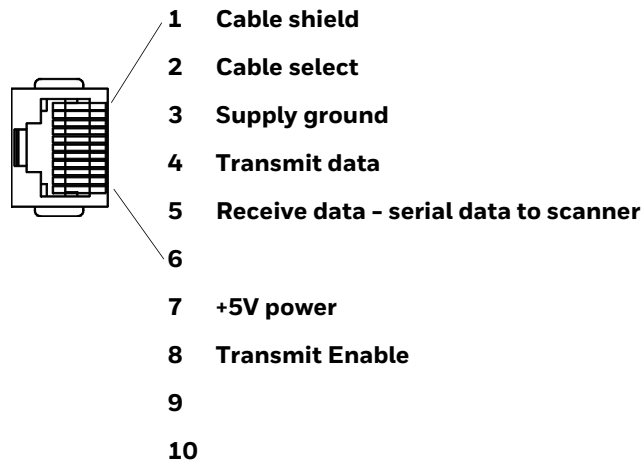 1 Cable shield
2 Cable select
3 Supply ground
4 Transmit data
5 Receive data - serial data to scanner
6
7 +5V power
8 Transmit Enable
9
10